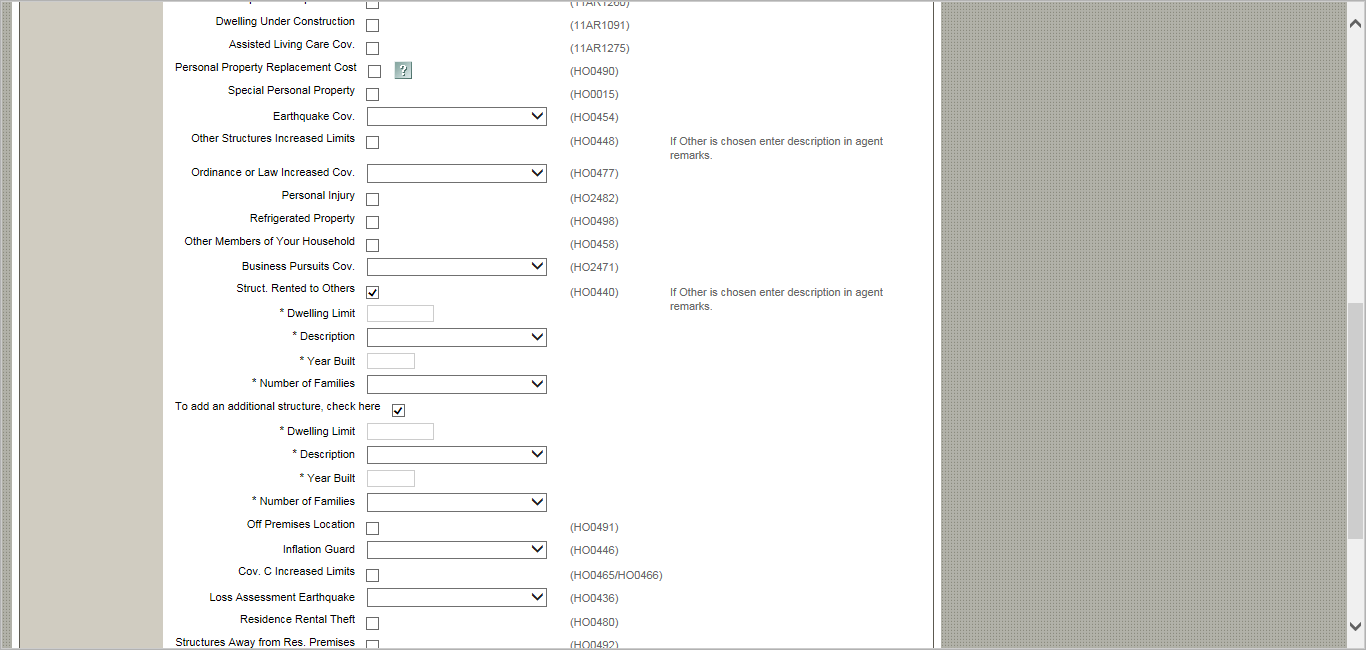 (11AR1260)
Dwelling Under Construction (11AR1091)
Assisted Living Care Cov. (11AR1275)
Personal Property Replacement Cost ? (HO0490)
Special Personal Property (HO0015)
Earthquake Cov. (HO0454)
Other Structures Increased Limits (HO0448) If Other is chosen enter description in agent
remarks.
Ordinance or Law Increased Cov. (HO0477)
Personal Injury (HO2482)
Refrigerated Property (HO0498)
Other Members of Your Household (HO0458)
Business Pursuits Cov. (HO2471)
Struct. Rented to Others (HO0440) If Other is chosen enter description in agent
remarks.
* Dwelling Limit
* Description
* Year Built
* Number of Families
To add an additional structure, check here
* Dwelling Limit
* Description
* Year Built
* Number of Families
Off Premises Location (HO0491)
Inflation Guard (HO0446)
Cov. C Increased Limits (HO0465/HO0466)
Loss Assessment Earthquake (HO0436)
Residence Rental Theft (HO0480)
Structures Away from Res. Premises (HO0492)